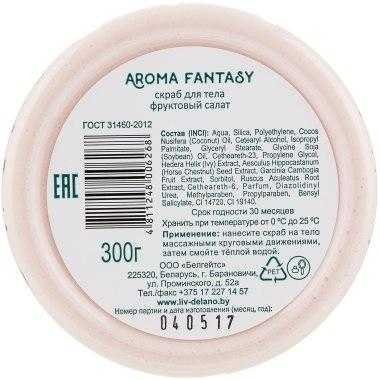 AROMA FANTASY
скраб для тела
фруктовый салат
ГОСТ 31460-2012
Состав (INCI): Aqua, Silica, Polyethylene, Cocos
Nusifera (Coconut) Oil, Cetearyl Alcohol, Isopropyl
Palmitate, Glyceryl Stearate, Glycine Soja
(Soybean) Oil, Ceteareth-23, Propylene Glycol,
Hedera Helix (Ivy) Extract, Aesculus Hippocastanum
(Horse Chestnut) Seed Extract, Garcinia Cambogia
Fruit Extract, Sorbitol, Ruscus Aculeatus Root
Extract, Ceteareth-6, Parfum, Diazolidinyl
Urea, Methylparaben, Propylparaben, Benzyl
Salicylate, CI 14720, CI 19140.
Срок годности 30 месяцев
Хранить при температуре от 0 °C до 25 °C
Применение: нанесите скраб на тело
массажными круговыми движениями,
затем смойте тёплой водой.
EAC
4811248006268
300г
ООО «Белгейтс»
225320, Беларусь, г. Барановичи,
ул. Проминского, д. 52а
Тел./факс +375 17 227 14 57
www.liv-delano.by
PET
Номер партии и дата изготовления (месяц, год):
040517